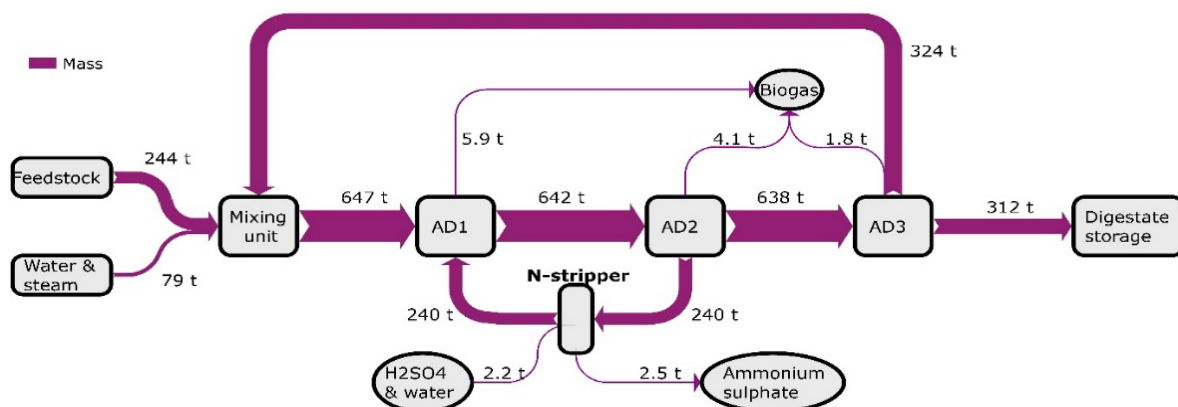 324 t
Mass
Biogas
5.9 t
4.1 t
1.8 t
244 t
Feedstock
647 t
642 t
638 t
312 t
Mixing
unit
AD1
AD2
AD3
Digestate
storage
Water &
steam
79 t
N-stripper
240 t
240 t
H2SO4
& water
2.2 t
2.5 t
Ammonium
sulphate